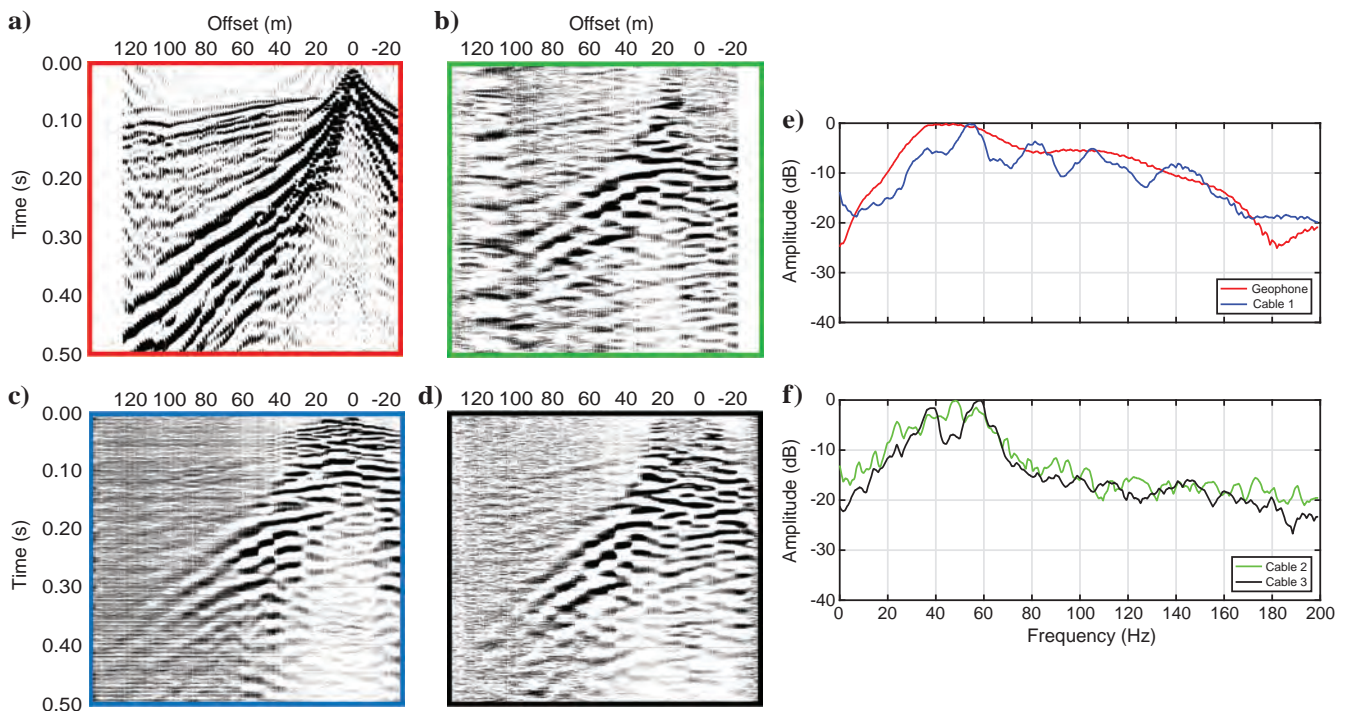 a)
Offset (m)
120 100 80 60 40 20 0 -20
Time (s)
0.00
0.10
0.20
0.30
0.40
0.50
b)
Offset (m)
120 100 80 60 40 20 0 -20
c)
120 100 80 60 40 20 0 -20
Time (s)
0.00
0.10
0.20
0.30
0.40
0.50
d)
120 100 80 60 40 20 0 -20
e)
Amplitude (dB)
0
-10
-20
-30
-40
Geophone
Cable 1
f)
Amplitude (dB)
0
-10
-20
-30
-40
Cable 2
Cable 3
0 20 40 60 80 100 120 140 160 180 200
Frequency (Hz)